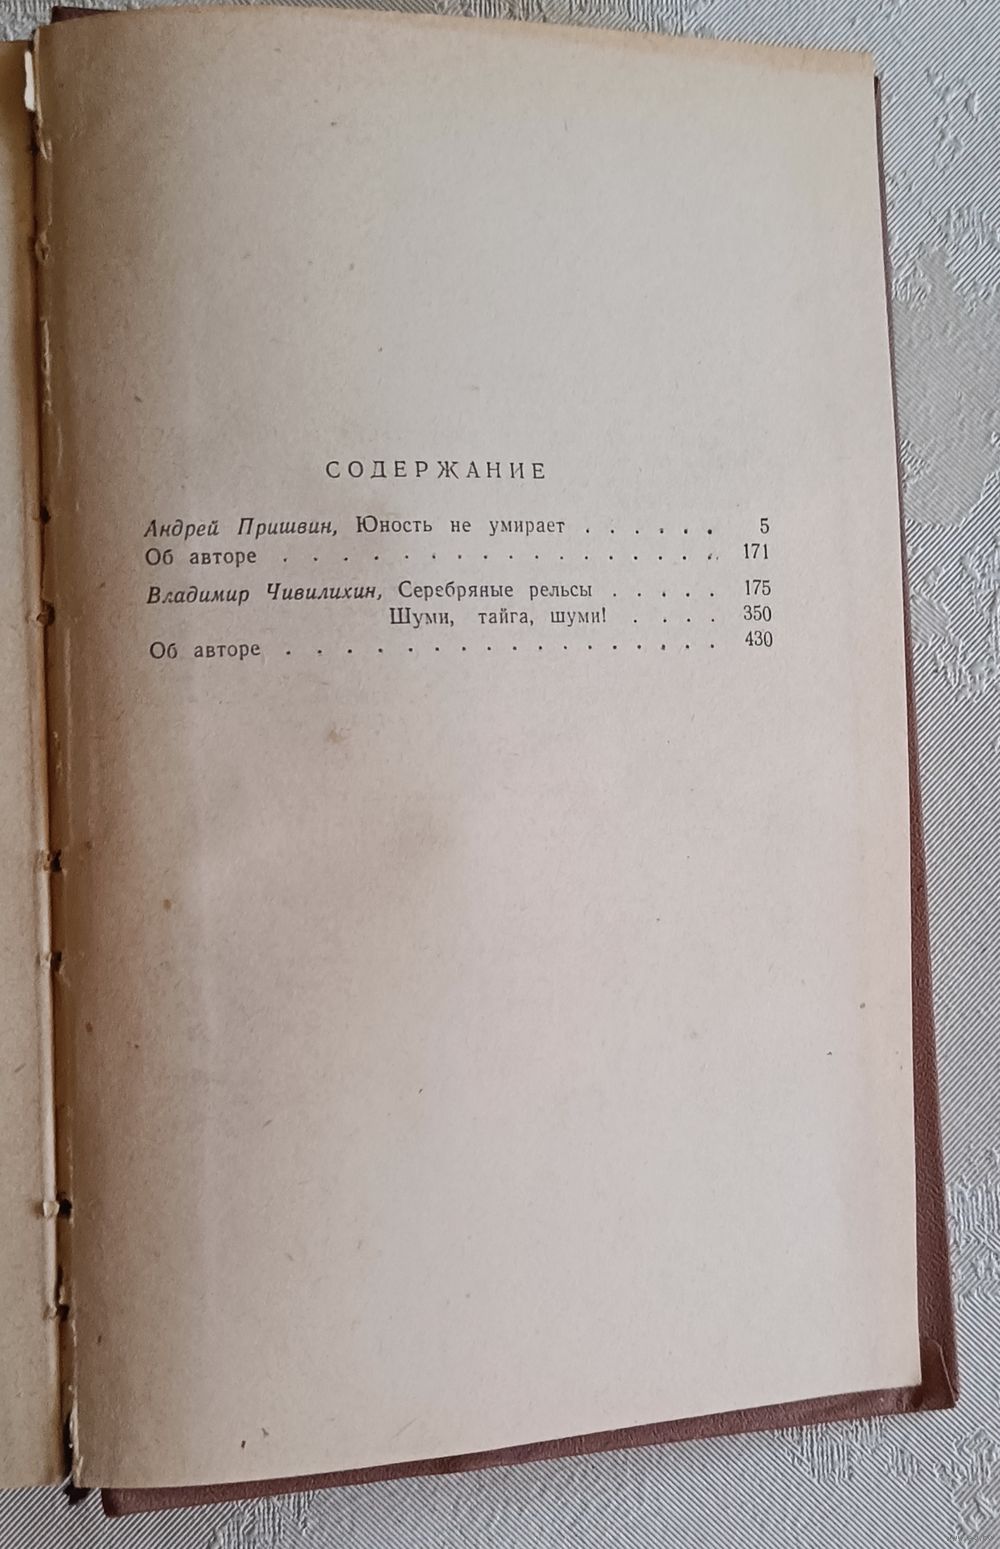 СОДЕРЖАНИЕ
Андрей Пришвин, Юность не умирает . . . . . . 5
Об авторе . . . . . . . . . . . . . . . . 171
Владимир Чивилихин, Серебряные рельсы . . . . . 175
Шуми, тайга, шуми! . . . . 350
Об авторе . . . . . . . . . . . . . . . . 430